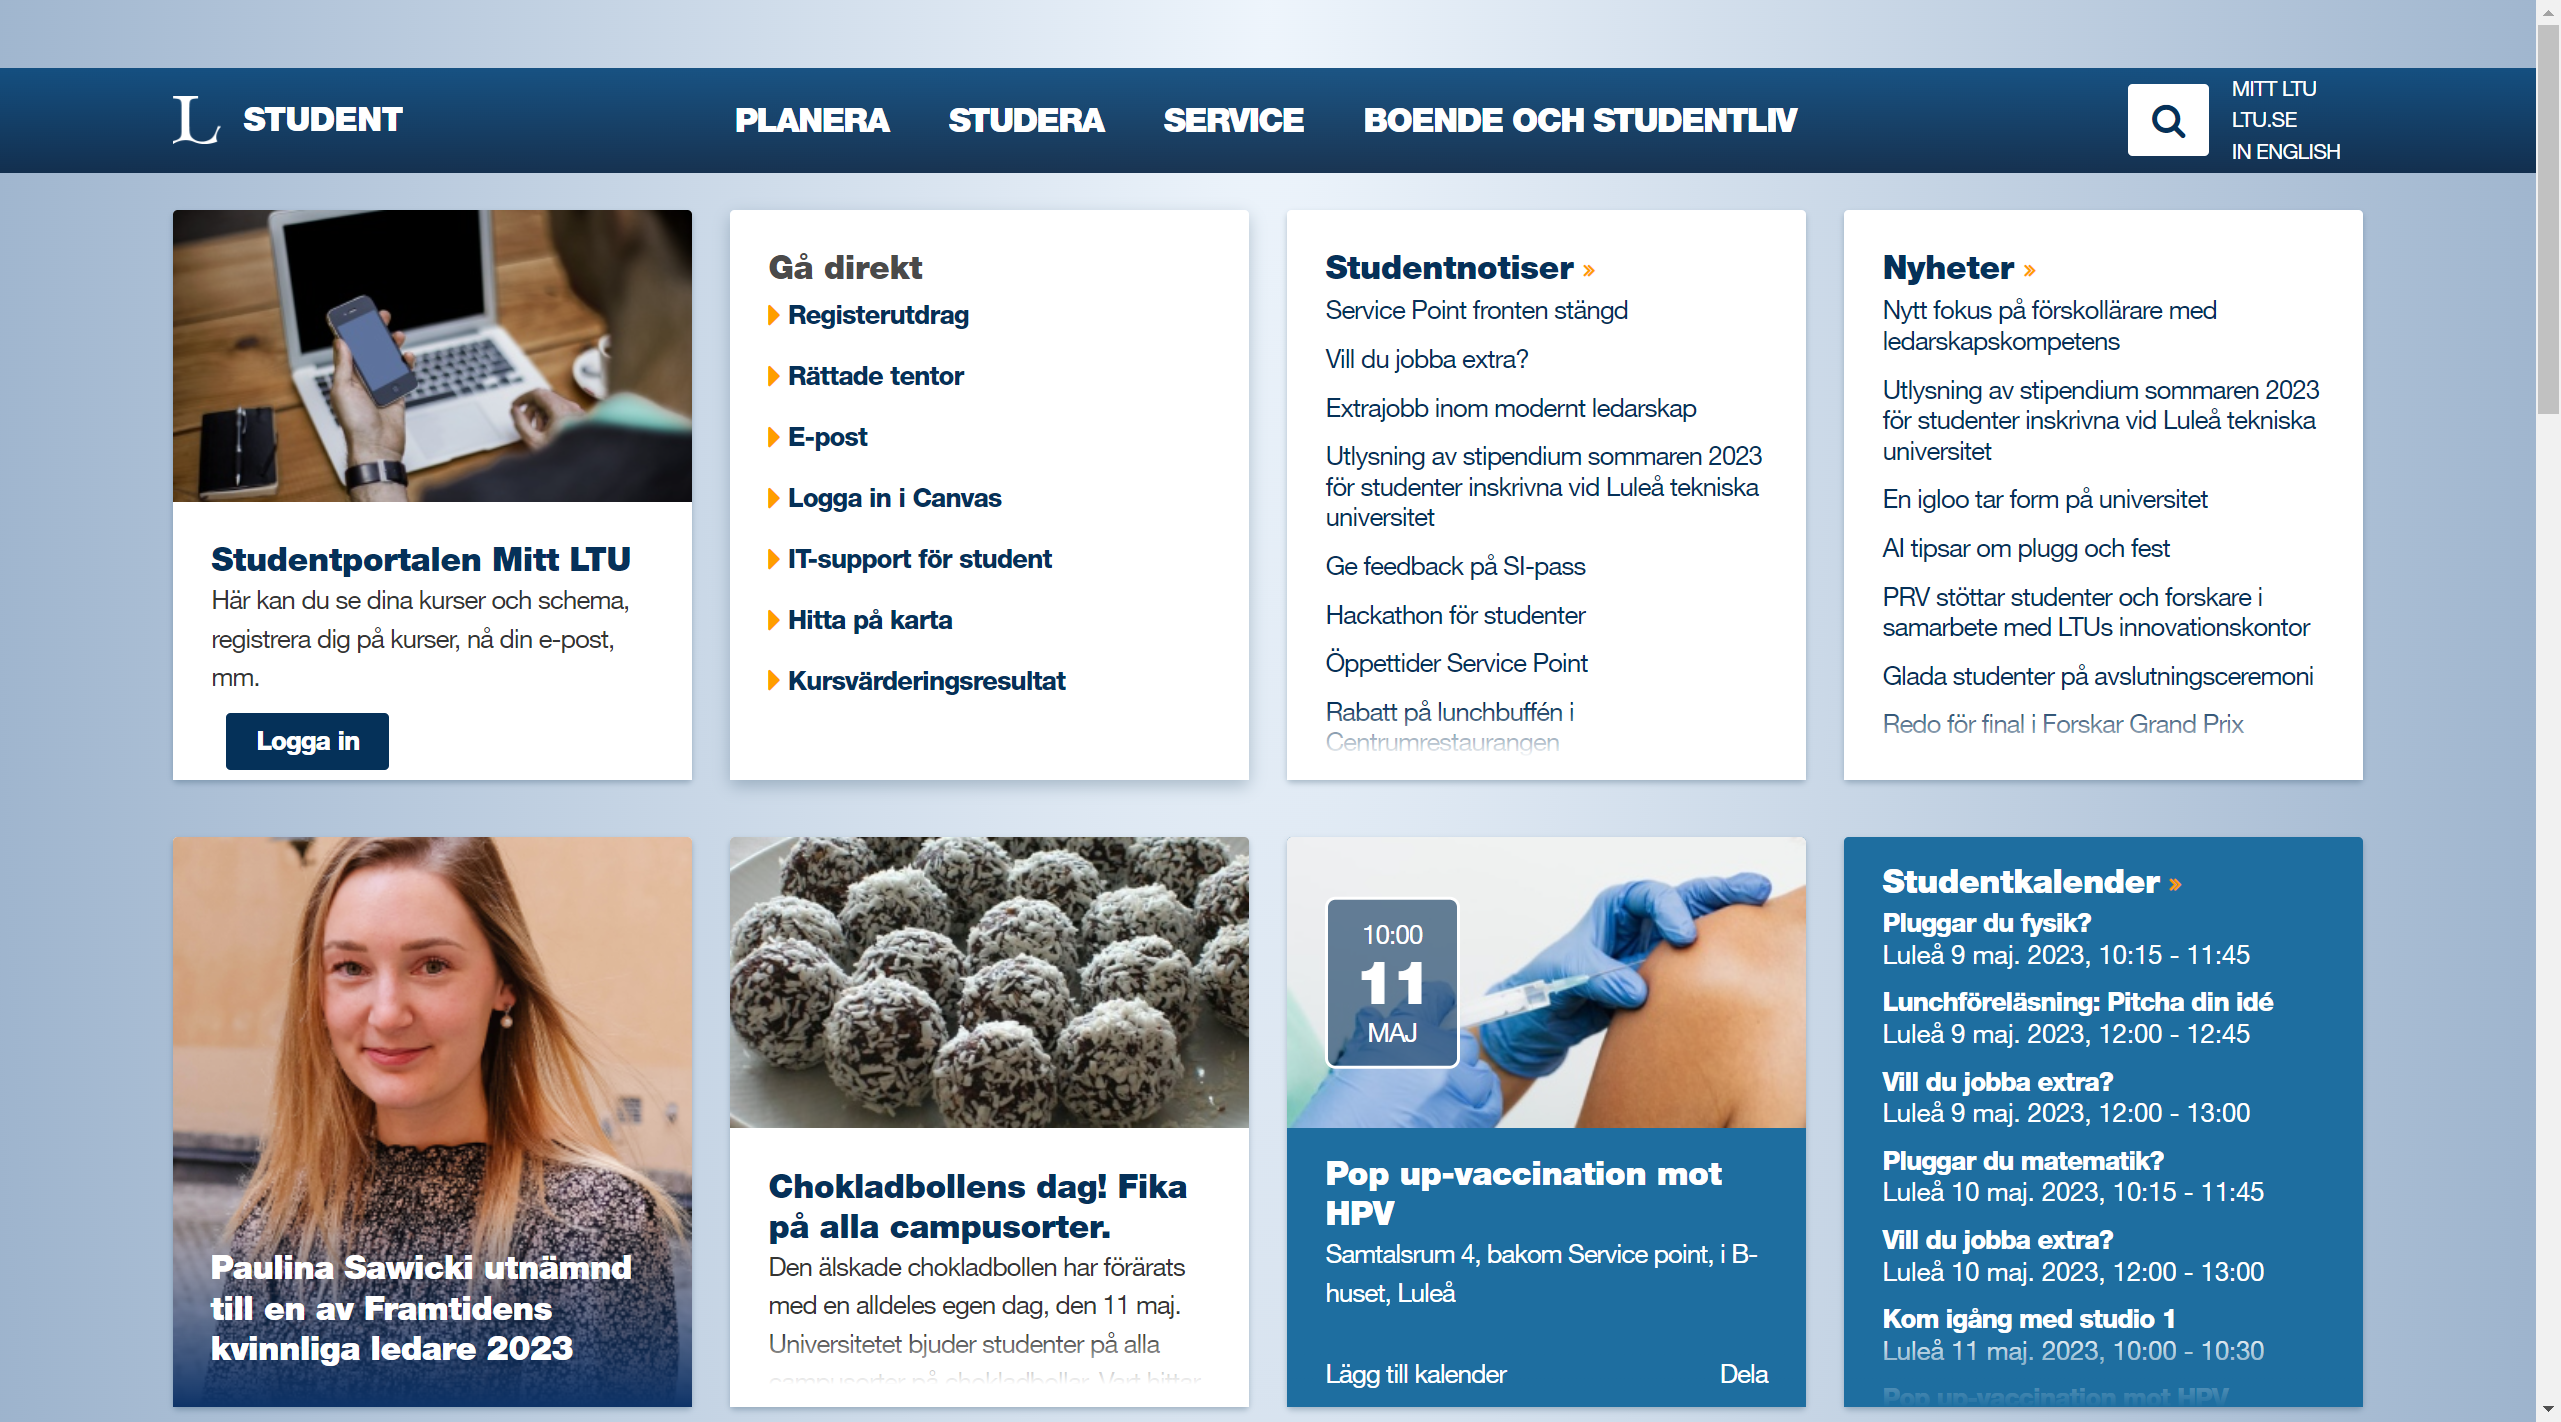 L STUDENT
PLANERA
STUDERA
SERVICE
BOENDE OCH STUDENTLIV
MITT LTU
LTU.SE
IN ENGLISH
Studentportalen Mitt LTU
Här kan du se dina kurser och schema,
registrera dig på kurser, nå din e-post,
mm.
Logga in
Gå direkt
Registerutdrag
Rättade tentor
E-post
Logga in i Canvas
IT-support för student
Hitta på karta
Kursvärderingsresultat
Studentnotiser »
Service Point fronten stängd
Vill du jobba extra?
Extrajobb inom modernt ledarskap
Utlysning av stipendium sommaren 2023
för studenter inskrivna vid Luleå tekniska
universitet
Ge feedback på SI-pass
Hackathon för studenter
Öppettider Service Point
Rabatt på lunchbuffén i
Centrumrestaurangen
Nyheter »
Nytt fokus på förskollärare med
ledarskapskompetens
Utlysning av stipendium sommaren 2023
för studenter inskrivna vid Luleå tekniska
universitet
En igloo tar form på universitet
AI tipsar om plugg och fest
PRV stöttar studenter och forskare i
samarbete med LTUs innovationskontor
Glada studenter på avslutningsceremoni
Redo för final i Forskar Grand Prix
Paulina Sawicki utnämnd
till en av Framtidens
kvinnliga ledare 2023
Chokladbollens dag! Fika
på alla campusorter.
Den älskade chokladbollen har förärats
med en alldeles egen dag, den 11 maj.
Universitetet bjuder studenter på alla
campusorter på chokladbollar. Vart hittar
10:00
11
MAJ
Pop up-vaccination mot
HPV
Samtalsrum 4, bakom Service point, i B-
huset, Luleå
Lägg till kalender
Dela
Studentkalender »
Pluggar du fysik?
Luleå 9 maj. 2023, 10:15 - 11:45
Lunchföreläsning: Pitcha din idé
Luleå 9 maj. 2023, 12:00 - 12:45
Vill du jobba extra?
Luleå 9 maj. 2023, 12:00 - 13:00
Pluggar du matematik?
Luleå 10 maj. 2023, 10:15 - 11:45
Vill du jobba extra?
Luleå 10 maj. 2023, 12:00 - 13:00
Kom igång med studio 1
Luleå 11 maj. 2023, 10:00 - 10:30
Pop up-vaccination mot HPV